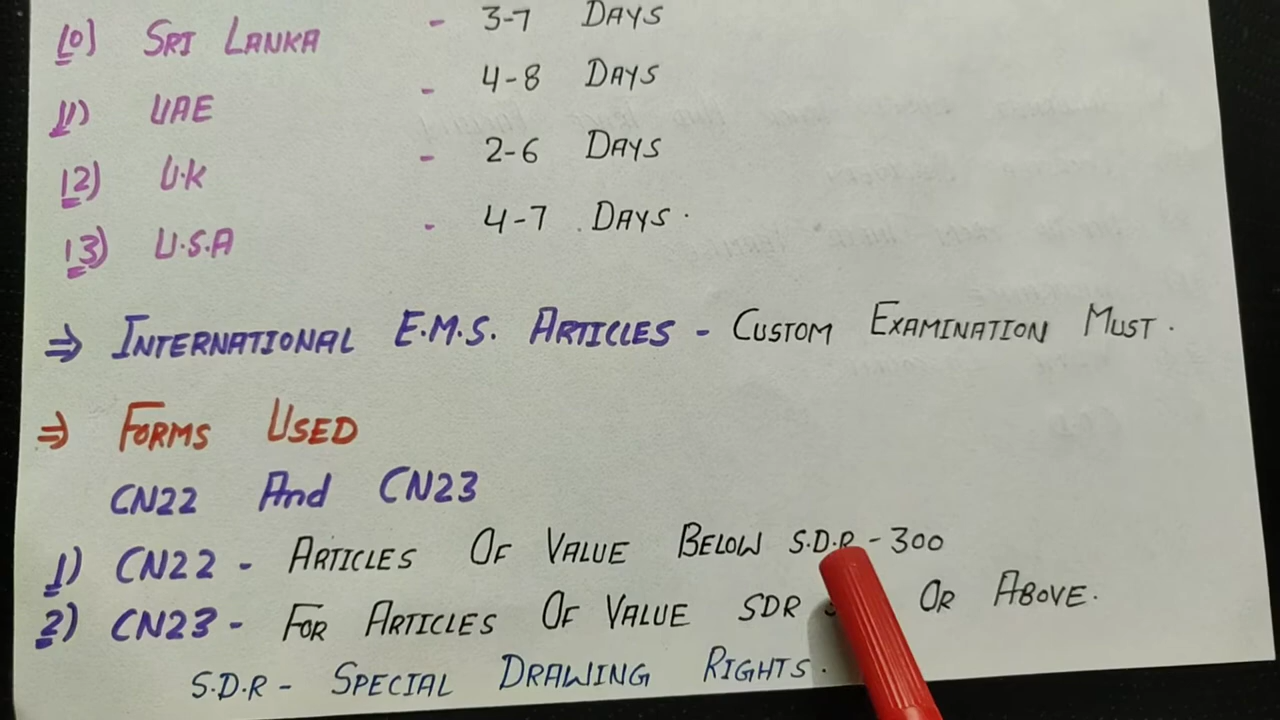 10) SRI LANKA - 3-7 DAYS
11) UAE - 4-8 DAYS
12) U.K - 2-6 DAYS
13) U.S.A - 4-7 DAYS.
⇒ INTERNATIONAL E.M.S. ARTICLES - CUSTOM EXAMINATION MUST.
⇒ FORMS USED
CN22 And CN23
1) CN22 - ARTICLES OF VALUE BELOW S.D.R - 300
2) CN23 - FOR ARTICLES OF VALUE SDR OR ABOVE.
S.D.R - SPECIAL DRAWING RIGHTS.